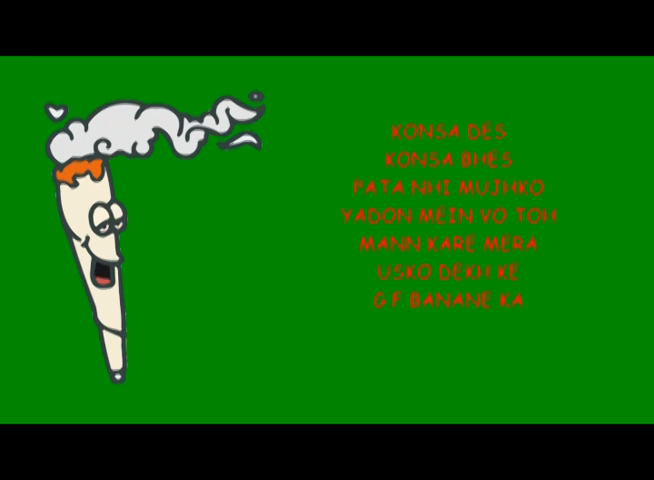 KONSA DES
KONSA BHES
PATA NHI MUJHKO
YADON MEIN VO TOH
MANN KARE MERA
USKO DEKH KE
G F BANANE KA